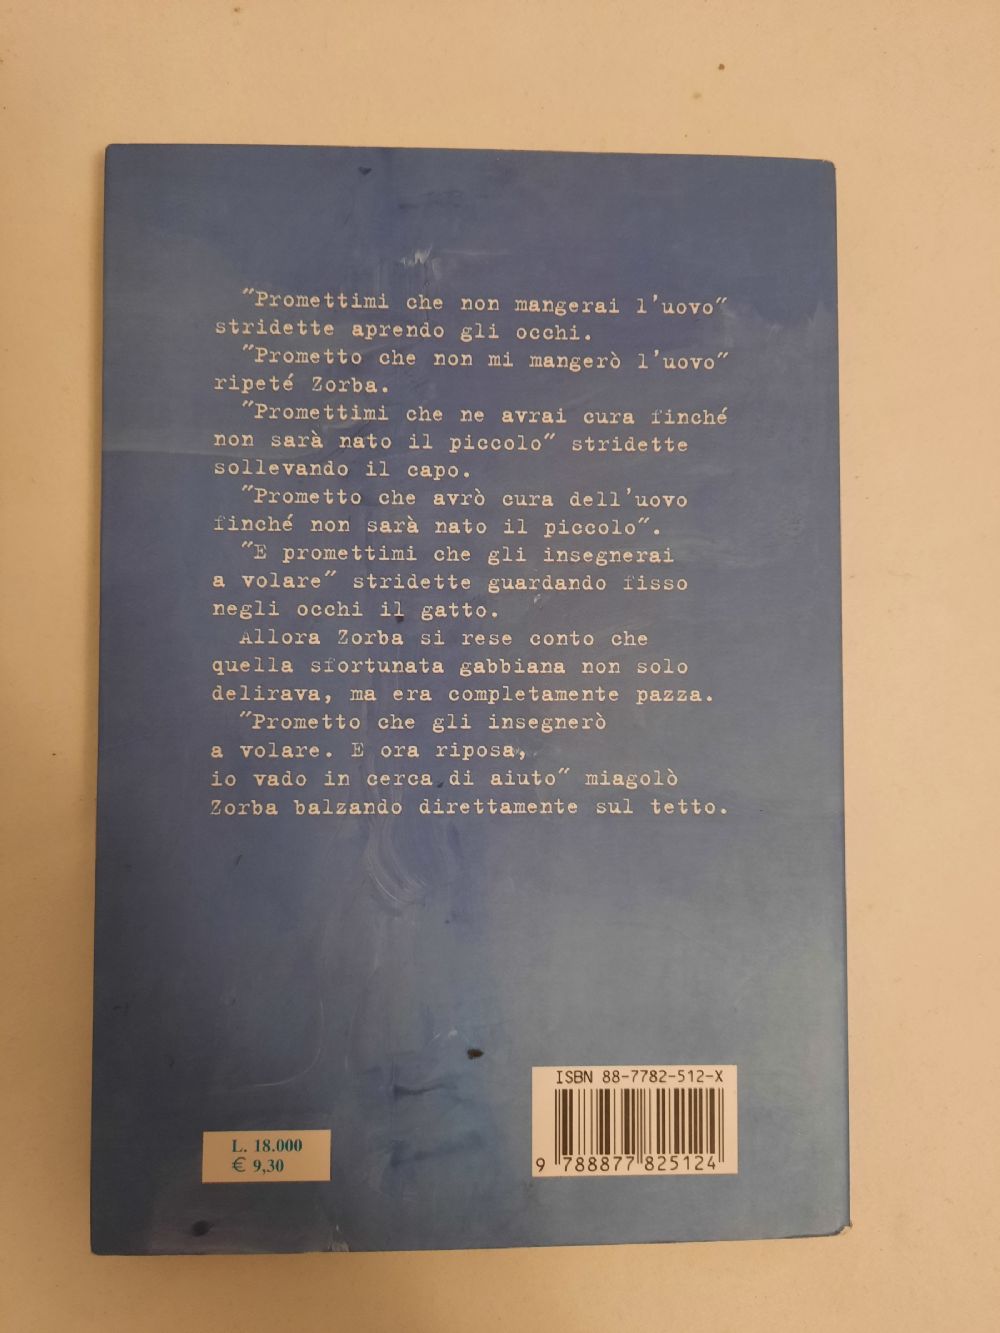 "Promettimi che non mangerai l'uovo"
stridette aprendo gli occhi.
"Prometto che non mi mangerò l'uovo"
ripeté Zorba.
"Promettimi che ne avrai cura finché
non sarà nato il piccolo" stridette
sollevando il capo.
"Prometto che avrò cura dell'uovo
finché non sarà nato il piccolo".
"E promettimi che gli insegnerai
a volare" stridette guardando fisso
negli occhi il gatto.
Allora Zorba si rese conto che
quella sfortunata gabbiana non solo
delirava, ma era completamente pazza.
"Prometto che gli insegnerò
a volare. E ora riposa,
io vado in cerca di aiuto" miagolò
Zorba balzando direttamente sul tetto.
ISBN 88-7782-512-X
9 788877 825124
L. 18.000
€ 9,30